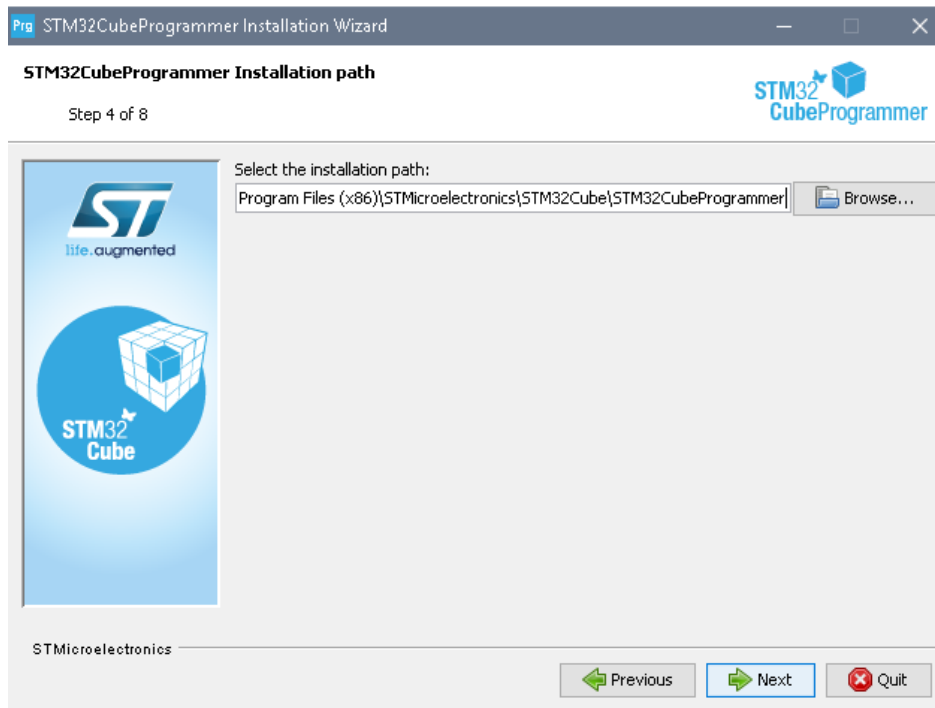 Prg STM32CubeProgrammer Installation Wizard
STM32CubeProgrammer Installation path
Step 4 of 8
STM32
CubeProgrammer
Select the installation path:
Program Files (x86)\STMicroelectronics\STM32Cube\STM32CubeProgrammer
Browse...
ST
life.augmented
STM32
Cube
STMicroelectronics
Previous
Next
Quit